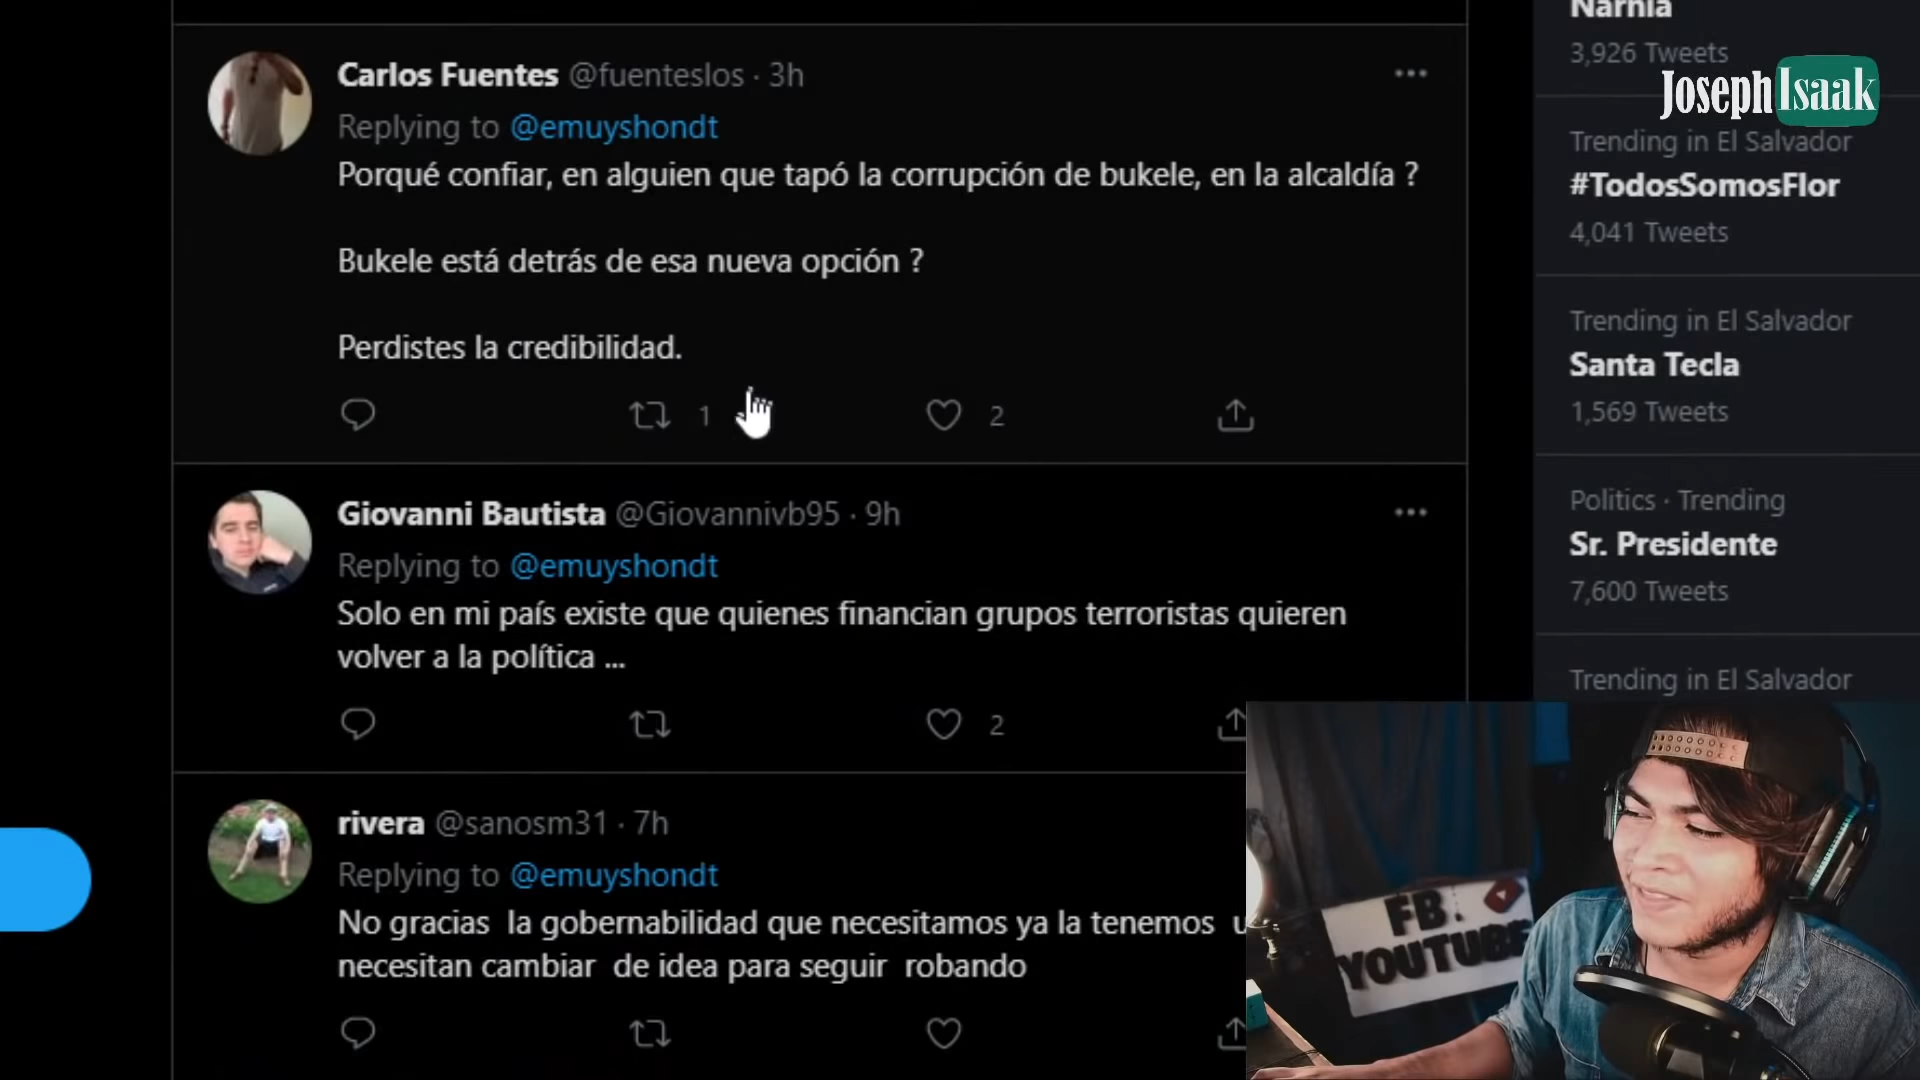 Narnia
3,926 Tweets
JosephIsaak
Carlos Fuentes @fuenteslos · 3h
Replying to @emuyshondt
Porqué confiar, en alguien que tapó la corrupción de bukele, en la alcaldía ?
Bukele está detrás de esa nueva opción ?
Perdistes la credibilidad.
1
2
Trending in El Salvador
#TodosSomosFlor
4,041 Tweets
Trending in El Salvador
Santa Tecla
1,569 Tweets
Giovanni Bautista @Giovannivb95 · 9h
Replying to @emuyshondt
Solo en mi país existe que quienes financian grupos terroristas quieren
volver a la política ...
2
Politics · Trending
Sr. Presidente
7,600 Tweets
Trending in El Salvador
rivera @sanosm31 · 7h
Replying to @emuyshondt
No gracias la gobernabilidad que necesitamos ya la tenemos
necesitan cambiar de idea para seguir robando
FB.
YOUTUBE